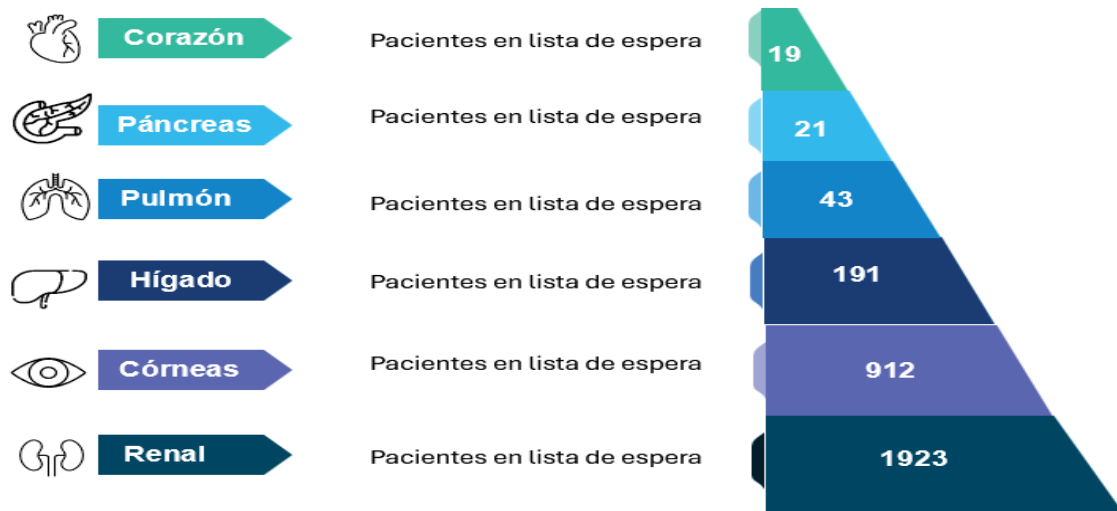 Corazón Pacientes en lista de espera 19
Páncreas Pacientes en lista de espera 21
Pulmón Pacientes en lista de espera 43
Hígado Pacientes en lista de espera 191
Córneas Pacientes en lista de espera 912
Renal Pacientes en lista de espera 1923